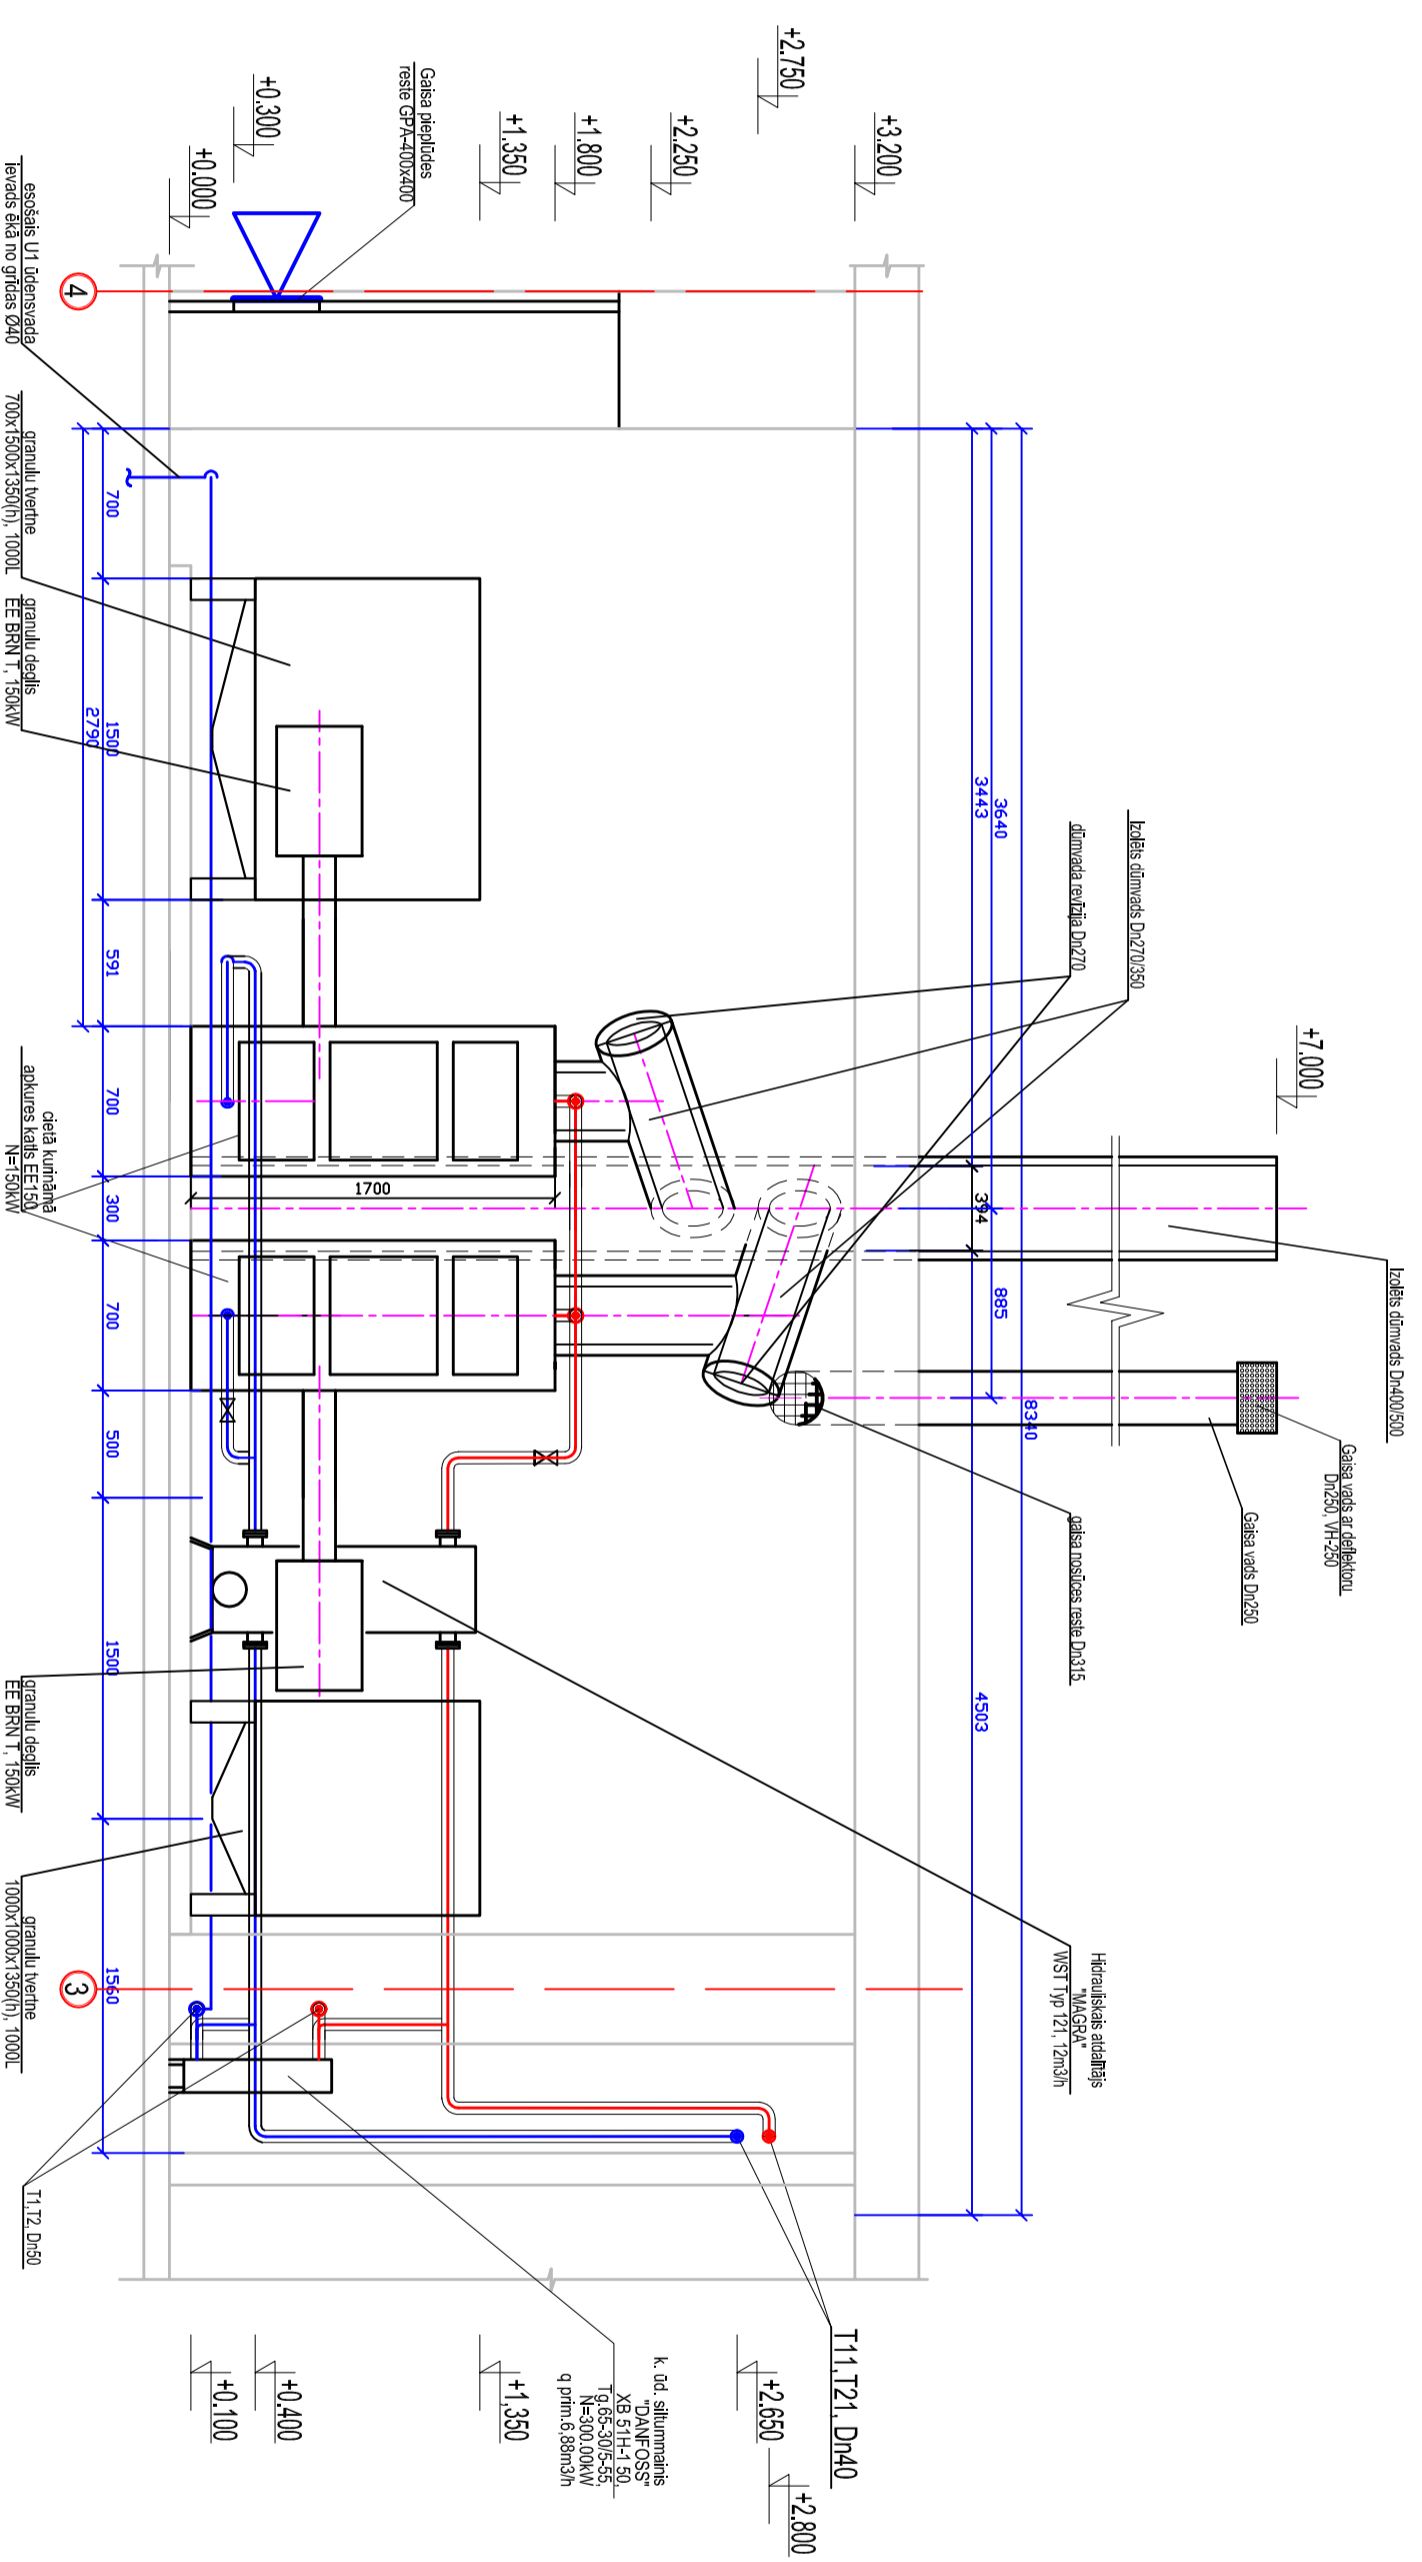 +7.000
Izolēts dūmvads Dn400/500
Gaisa vads ar deflektoru
Dn250, VH-250
Gaisa vads Dn250
Izolēts dūmvads Dn270/350
dūmvada revīzija Dn270
gaisa nosūces reste Dn315
Hidrauliskais atdalītājs
"MAGRA"
WST Typ 121, 12m3/h
8340
3640
885
3443
394
4503
+3.200
+2.750
+2.250
+1.800
+1.350
Gaisa pieplūdes
reste GPA-400x400
+0.300
+0.000
T11,T21, Dn40
+2.800
+2.650
+1,350
+0.400
+0.100
k. ūd. siltummainis
"DANFOSS"
XB 51H-1 50,
Tg.65-30/5-55,
N=300.00kW
q prim.6,88m3/h
1700
700
1500
591
700
300
700
500
1500
1560
2790
4
3
esošais U1 ūdensvada
ievads ēkā no grīdas Ø40
granulu tvertne
700x1500x1350(h), 1000L
granulu deglis
EE BRN T, 150kW
cietā kurināmā
apkures katls EE150
N=150kW
granulu deglis
EE BRN T, 150kW
granulu tvertne
1000x1000x1350(h), 1000L
T1,T2, Dn50